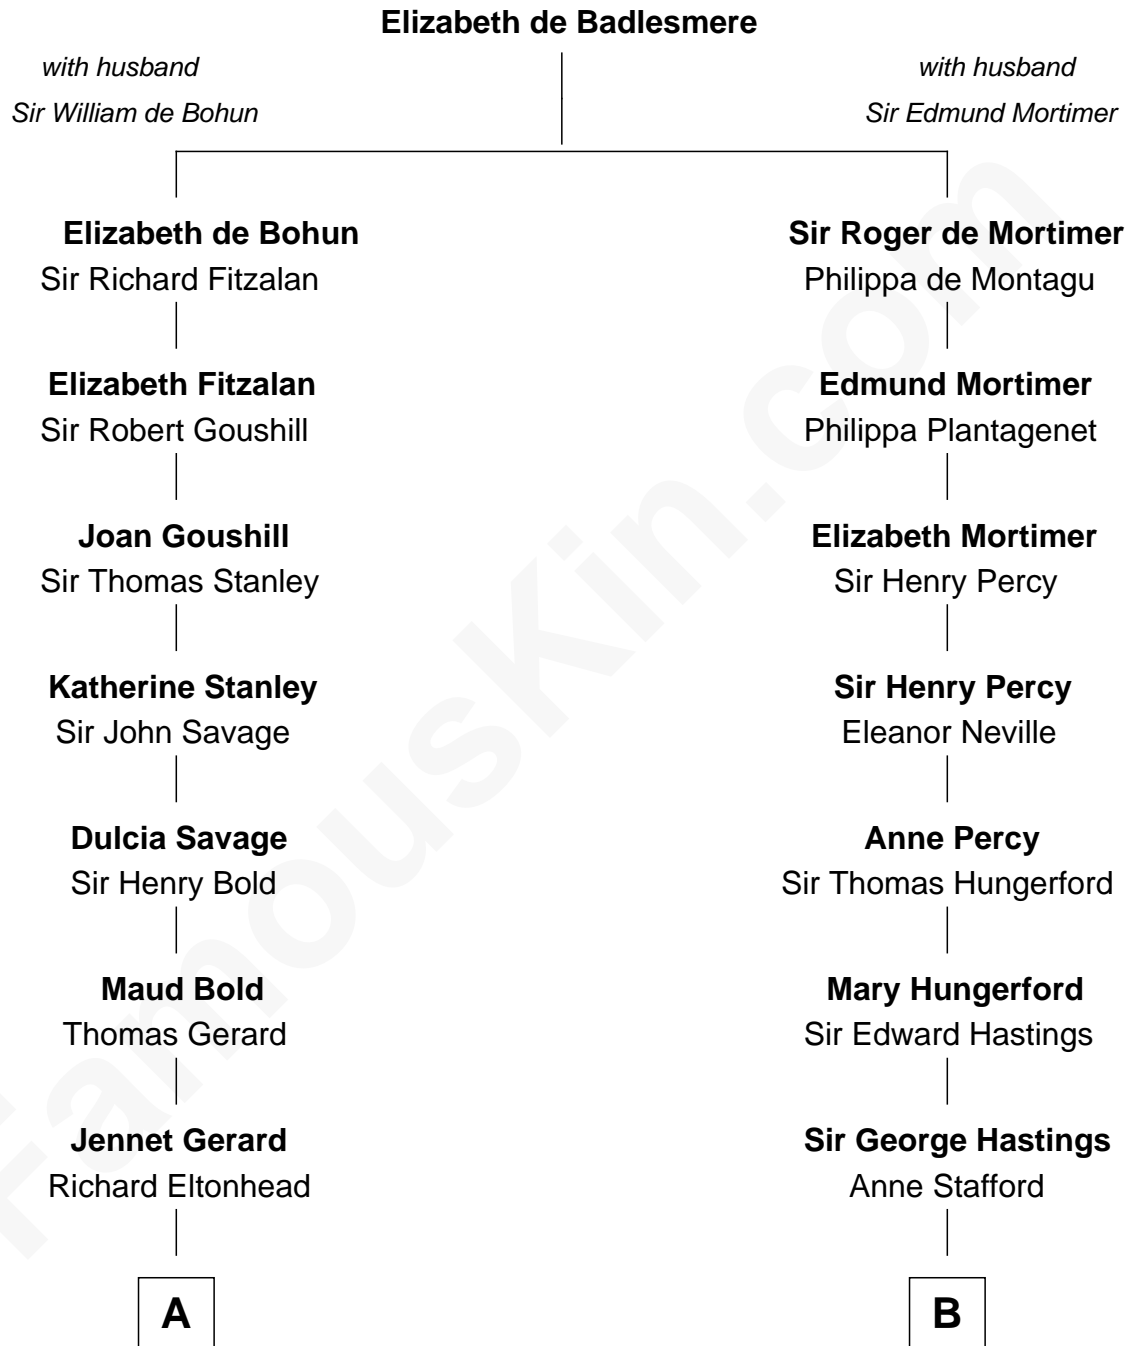 Elizabeth de Badlesmere
with husband
Sir William de Bohun
with husband
Sir Edmund Mortimer
Elizabeth de Bohun
Sir Richard Fitzalan
Sir Roger de Mortimer
Philippa de Montagu
Elizabeth Fitzalan
Sir Robert Goushill
Edmund Mortimer
Philippa Plantagenet
Joan Goushill
Sir Thomas Stanley
Elizabeth Mortimer
Sir Henry Percy
Katherine Stanley
Sir John Savage
Sir Henry Percy
Eleanor Neville
Dulcia Savage
Sir Henry Bold
Anne Percy
Sir Thomas Hungerford
Maud Bold
Thomas Gerard
Mary Hungerford
Sir Edward Hastings
Jennet Gerard
Richard Eltonhead
Sir George Hastings
Anne Stafford
A
B
FamousKin.com